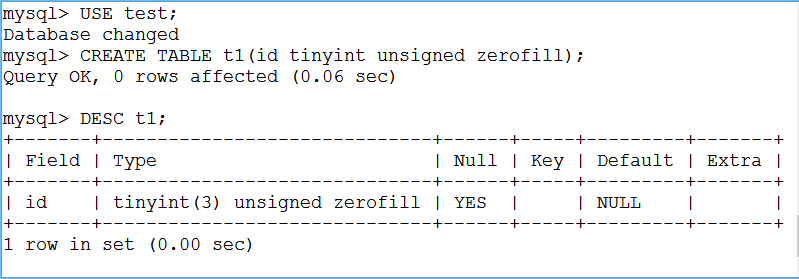 mysql> USE test;
Database changed
mysql> CREATE TABLE t1(id tinyint unsigned zerofill);
Query OK, 0 rows affected (0.06 sec)

mysql> DESC t1;
+-------+------------------------------+------+-----+---------+-------+
| Field | Type                         | Null | Key | Default | Extra |
+-------+------------------------------+------+-----+---------+-------+
| id    | tinyint(3) unsigned zerofill | YES  |     | NULL    |       |
+-------+------------------------------+------+-----+---------+-------+
1 row in set (0.00 sec)